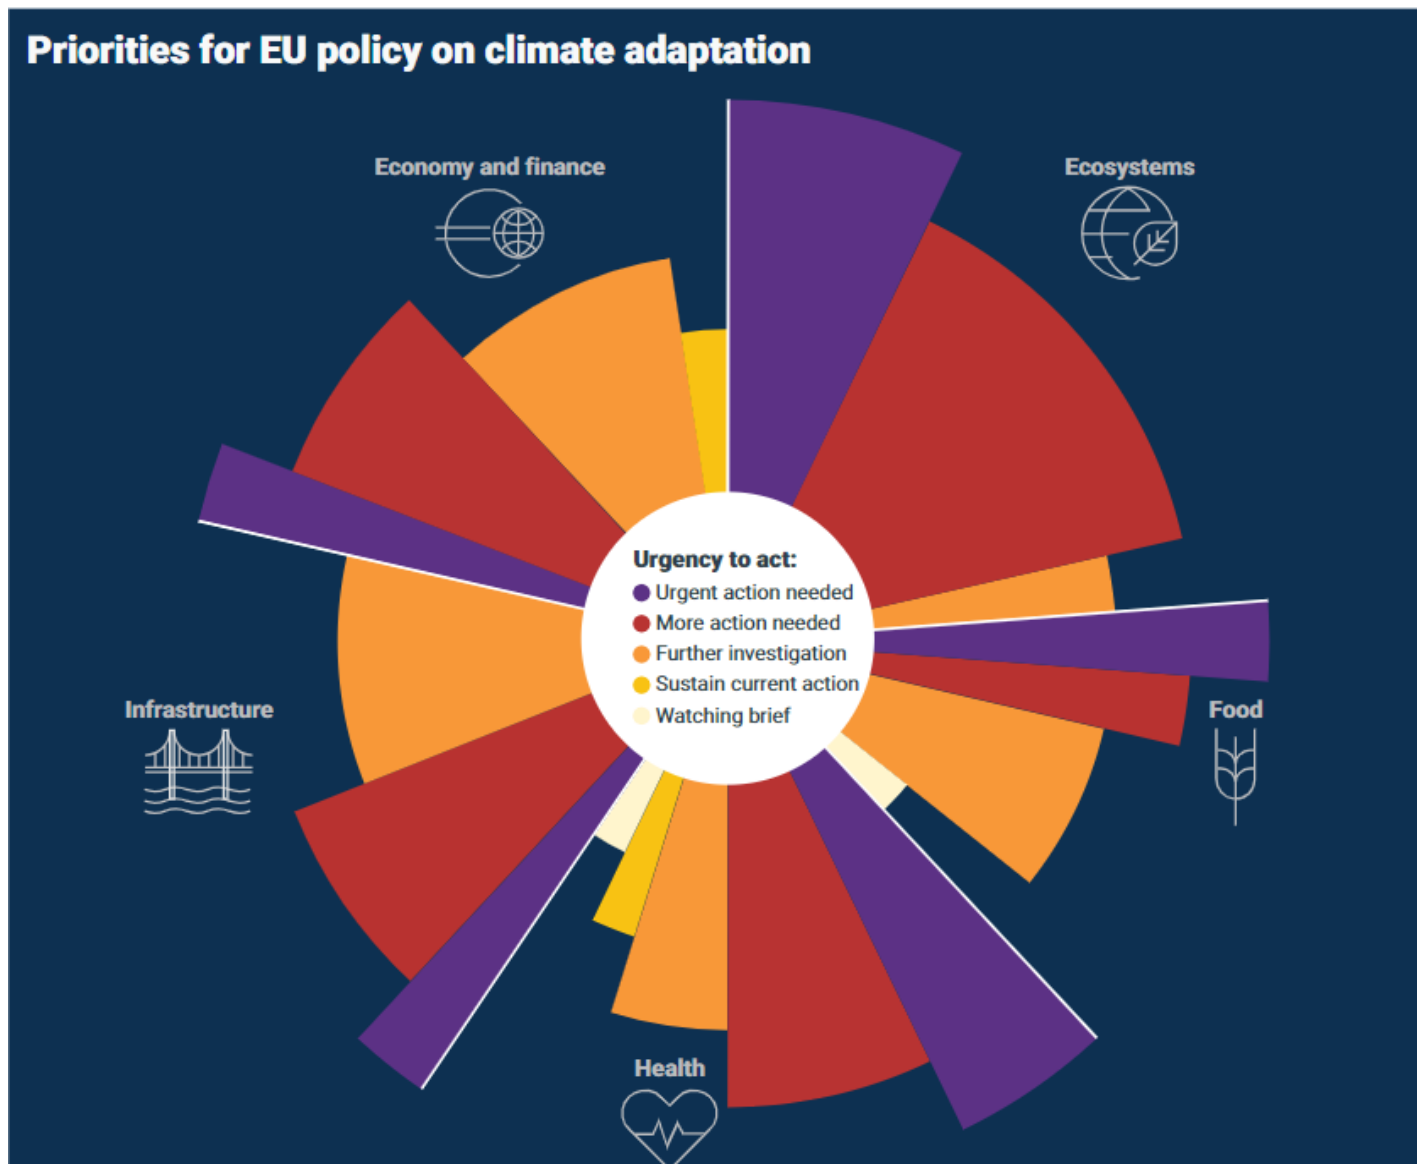 Priorities for EU policy on climate adaptation
Economy and finance
Ecosystems
Urgency to act:
Urgent action needed
More action needed
Further investigation
Sustain current action
Watching brief
Infrastructure
Food
Health